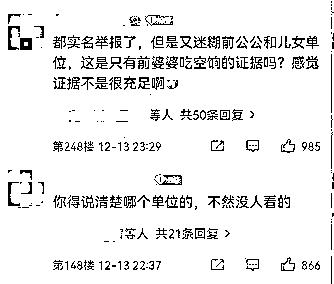 都实名举报了，但是又迷糊前公公和儿女单
位，这是只有前婆婆吃空饷的证据吗？感觉
证据不是很充足啊
等人 共50条回复 >
第248楼 12-13 23:29 985
你得说清楚哪个单位的，不然没人看的
等人 共21条回复 >
第148楼 12-13 22:37 866